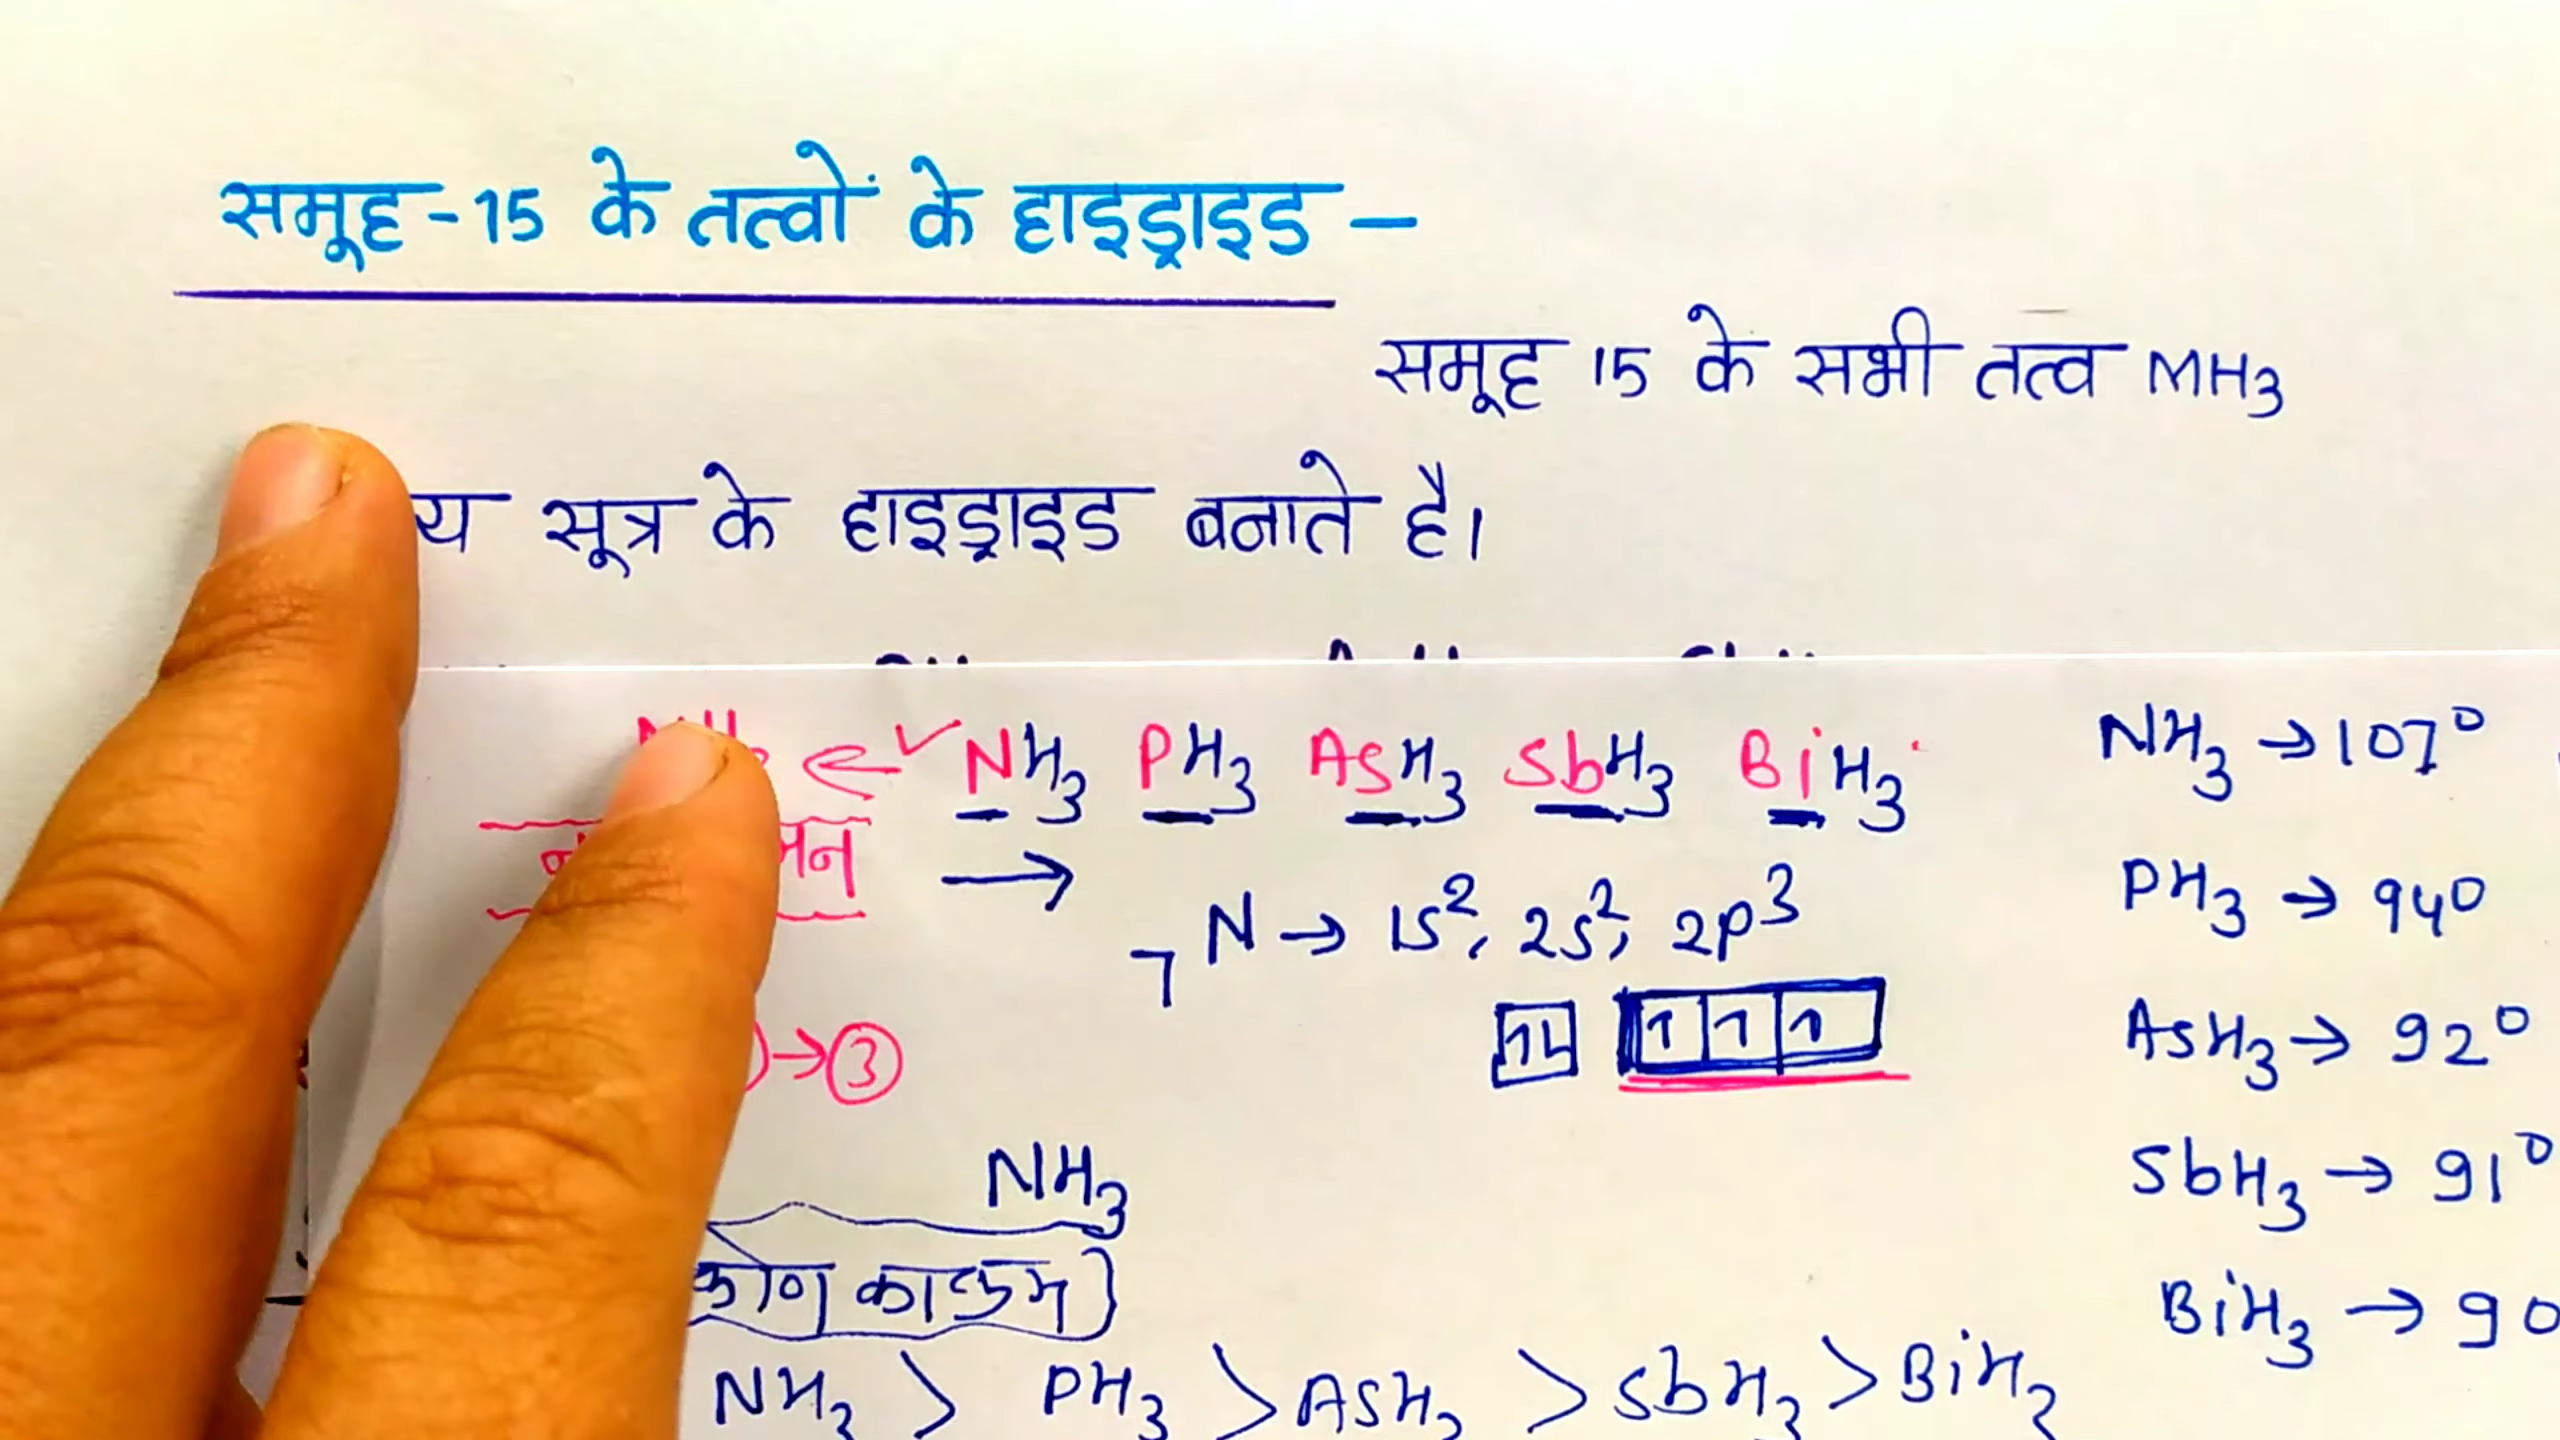 समूह-15 के तत्वों के हाइड्राइड –
समूह 15 के सभी तत्व MH3
य सूत्र के हाइड्राइड बनाते है।
← ✓ NH3 PH3 AsH3 SbH3 BiH3
→
7N → 1s², 2s², 2p³
→ 3
NH3
कोण का क्रम
NH3 > PH3 > AsH3 > SbH3 > BiH3
NH3 → 107°
PH3 → 94°
AsH3 → 92°
SbH3 → 91°
BiH3 → 90